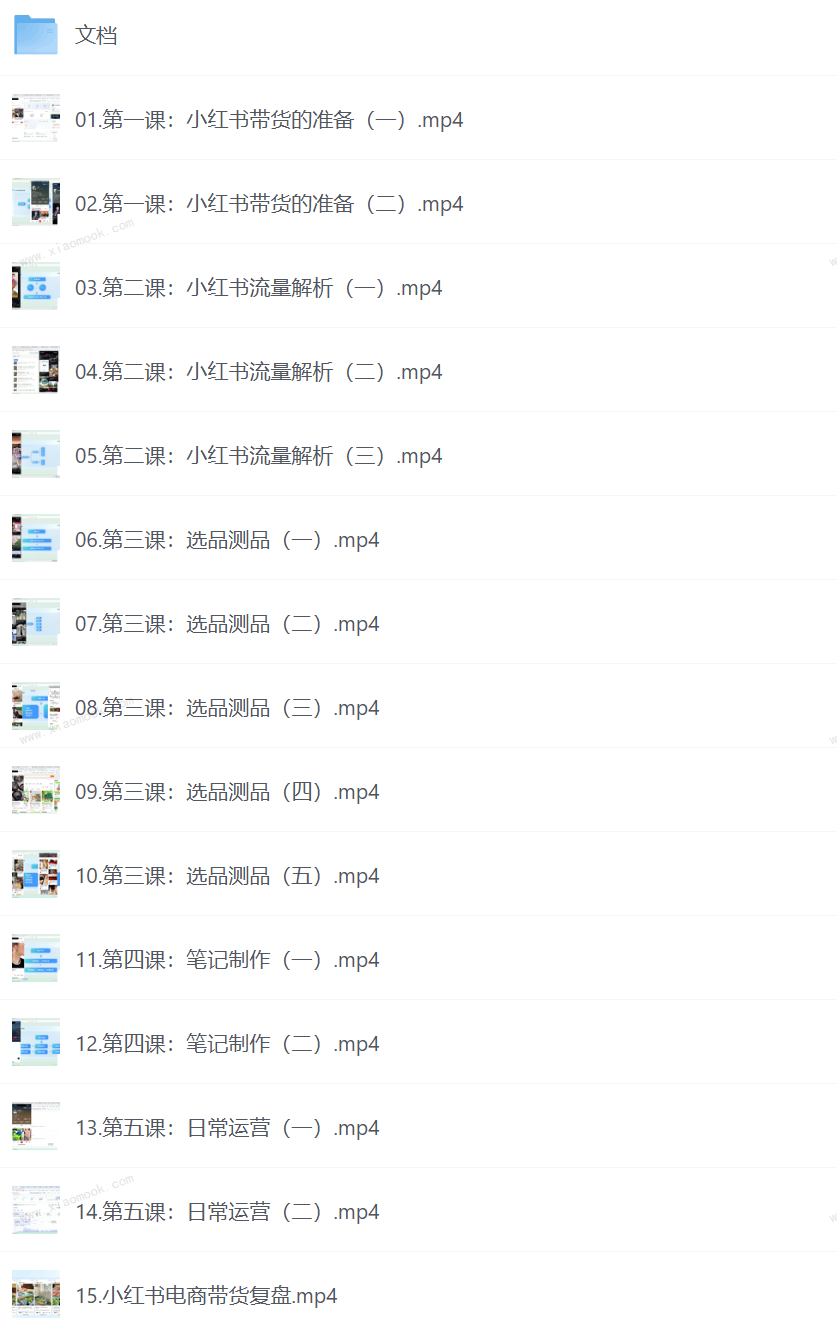 文档
01.第一课：小红书带货的准备（一）.mp4
02.第一课：小红书带货的准备（二）.mp4
www.xiaomook.com
03.第二课：小红书流量解析（一）.mp4
04.第二课：小红书流量解析（二）.mp4
05.第二课：小红书流量解析（三）.mp4
06.第三课：选品测品（一）.mp4
07.第三课：选品测品（二）.mp4
08.第三课：选品测品（三）.mp4
09.第三课：选品测品（四）.mp4
10.第三课：选品测品（五）.mp4
11.第四课：笔记制作（一）.mp4
12.第四课：笔记制作（二）.mp4
13.第五课：日常运营（一）.mp4
14.第五课：日常运营（二）.mp4
15.小红书电商带货复盘.mp4